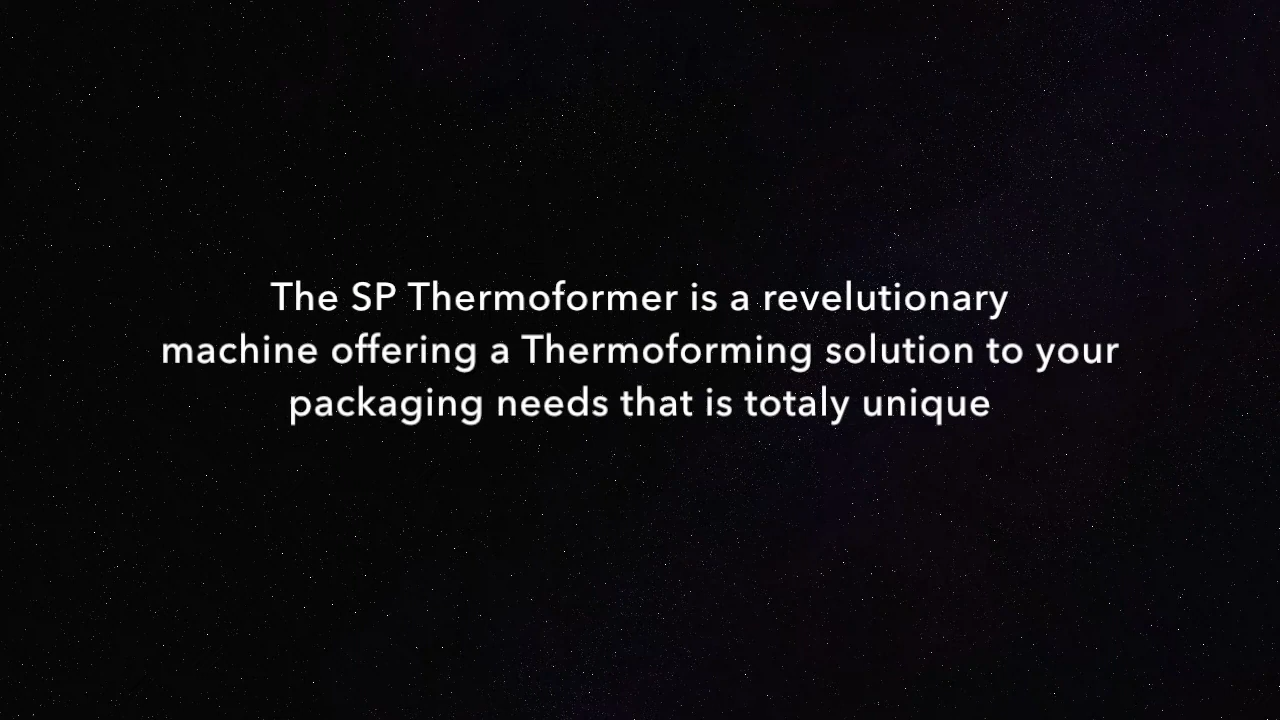 The SP Thermoformer is a revelutionary
machine offering a Thermoforming solution to your
packaging needs that is totaly unique